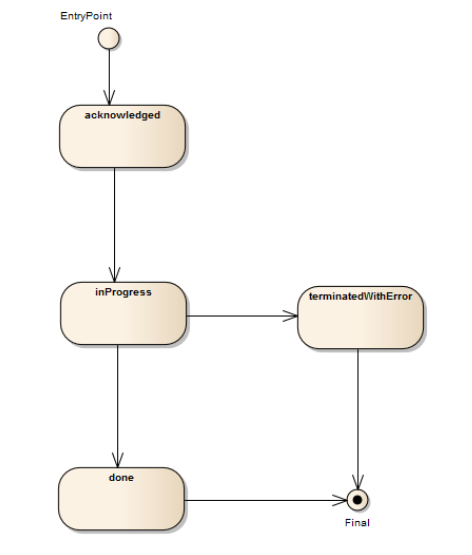 EntryPoint
acknowledged
inProgress
terminatedWithError
done
Final